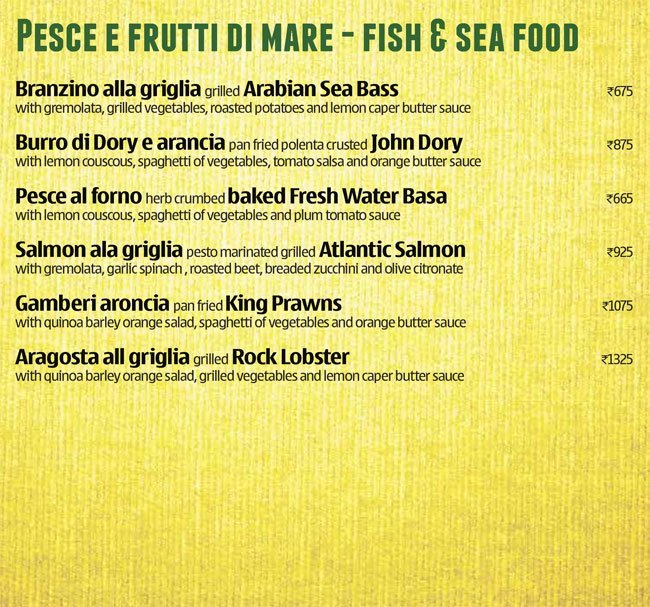 PESCE E FRUTTI DI MARE - FISH & SEA FOOD
Branzino alla griglia grilled Arabian Sea Bass ₹675
with gremolata, grilled vegetables, roasted potatoes and lemon caper butter sauce
Burro di Dory e arancia pan fried polenta crusted John Dory ₹875
with lemon couscous, spaghetti of vegetables, tomato salsa and orange butter sauce
Pesce al forno herb crumbed baked Fresh Water Basa ₹665
with lemon couscous, spaghetti of vegetables and plum tomato sauce
Salmon ala griglia pesto marinated grilled Atlantic Salmon ₹925
with gremolata, garlic spinach , roasted beet, breaded zucchini and olive citronate
Gamberi aroncia pan fried King Prawns ₹1075
with quinoa barley orange salad, spaghetti of vegetables and orange butter sauce
Aragosta all griglia grilled Rock Lobster ₹1325
with quinoa barley orange salad, grilled vegetables and lemon caper butter sauce